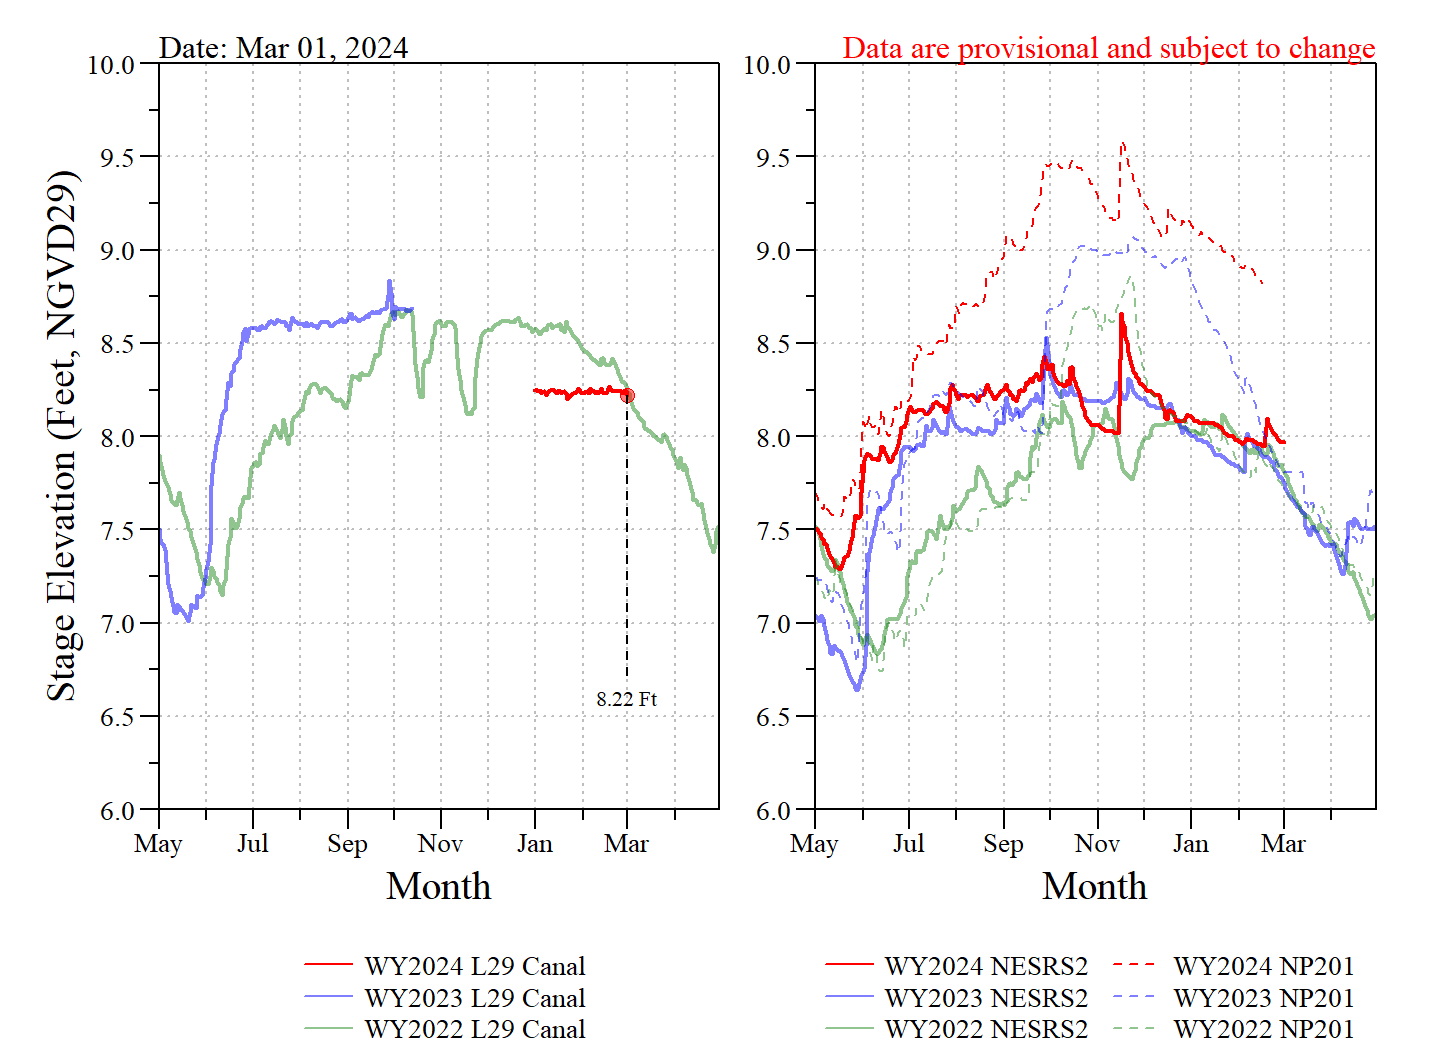 Date: Mar 01, 2024
Data are provisional and subject to change
Stage Elevation (Feet, NGVD29)
10.0
9.5
9.0
8.5
8.0
7.5
7.0
6.5
6.0
8.22 Ft
May Jul Sep Nov Jan Mar
Month
10.0
9.5
9.0
8.5
8.0
7.5
7.0
6.5
6.0
May Jul Sep Nov Jan Mar
Month
WY2024 L29 Canal
WY2023 L29 Canal
WY2022 L29 Canal
WY2024 NESRS2 WY2024 NP201
WY2023 NESRS2 WY2023 NP201
WY2022 NESRS2 WY2022 NP201